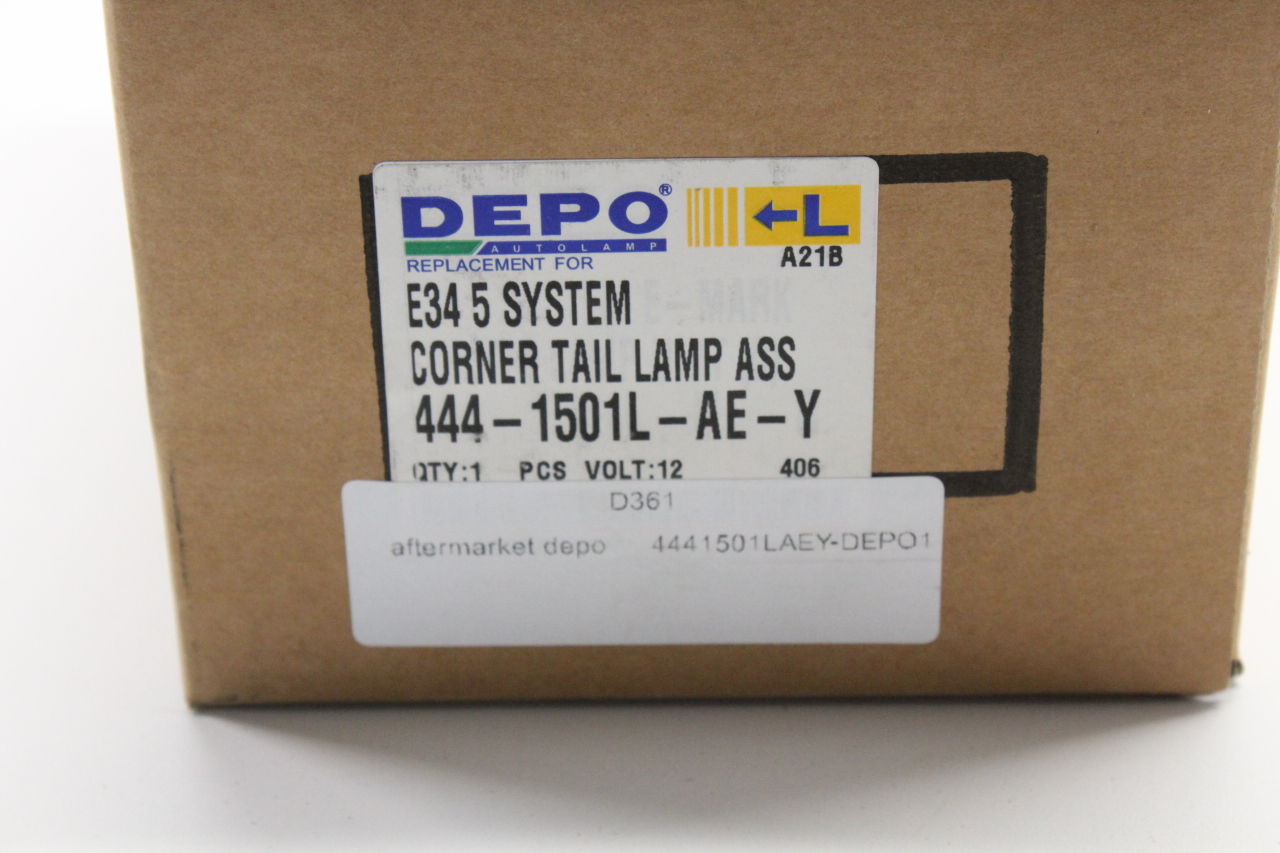 DEPO®
AUTOLAMP
REPLACEMENT FOR
←L
A21B
E34 5 SYSTEM
E-MARK
CORNER TAIL LAMP ASS
444-1501L-AE-Y
QTY:1 PCS VOLT:12 406
D361
aftermarket depo 4441501LAEY-DEPO1